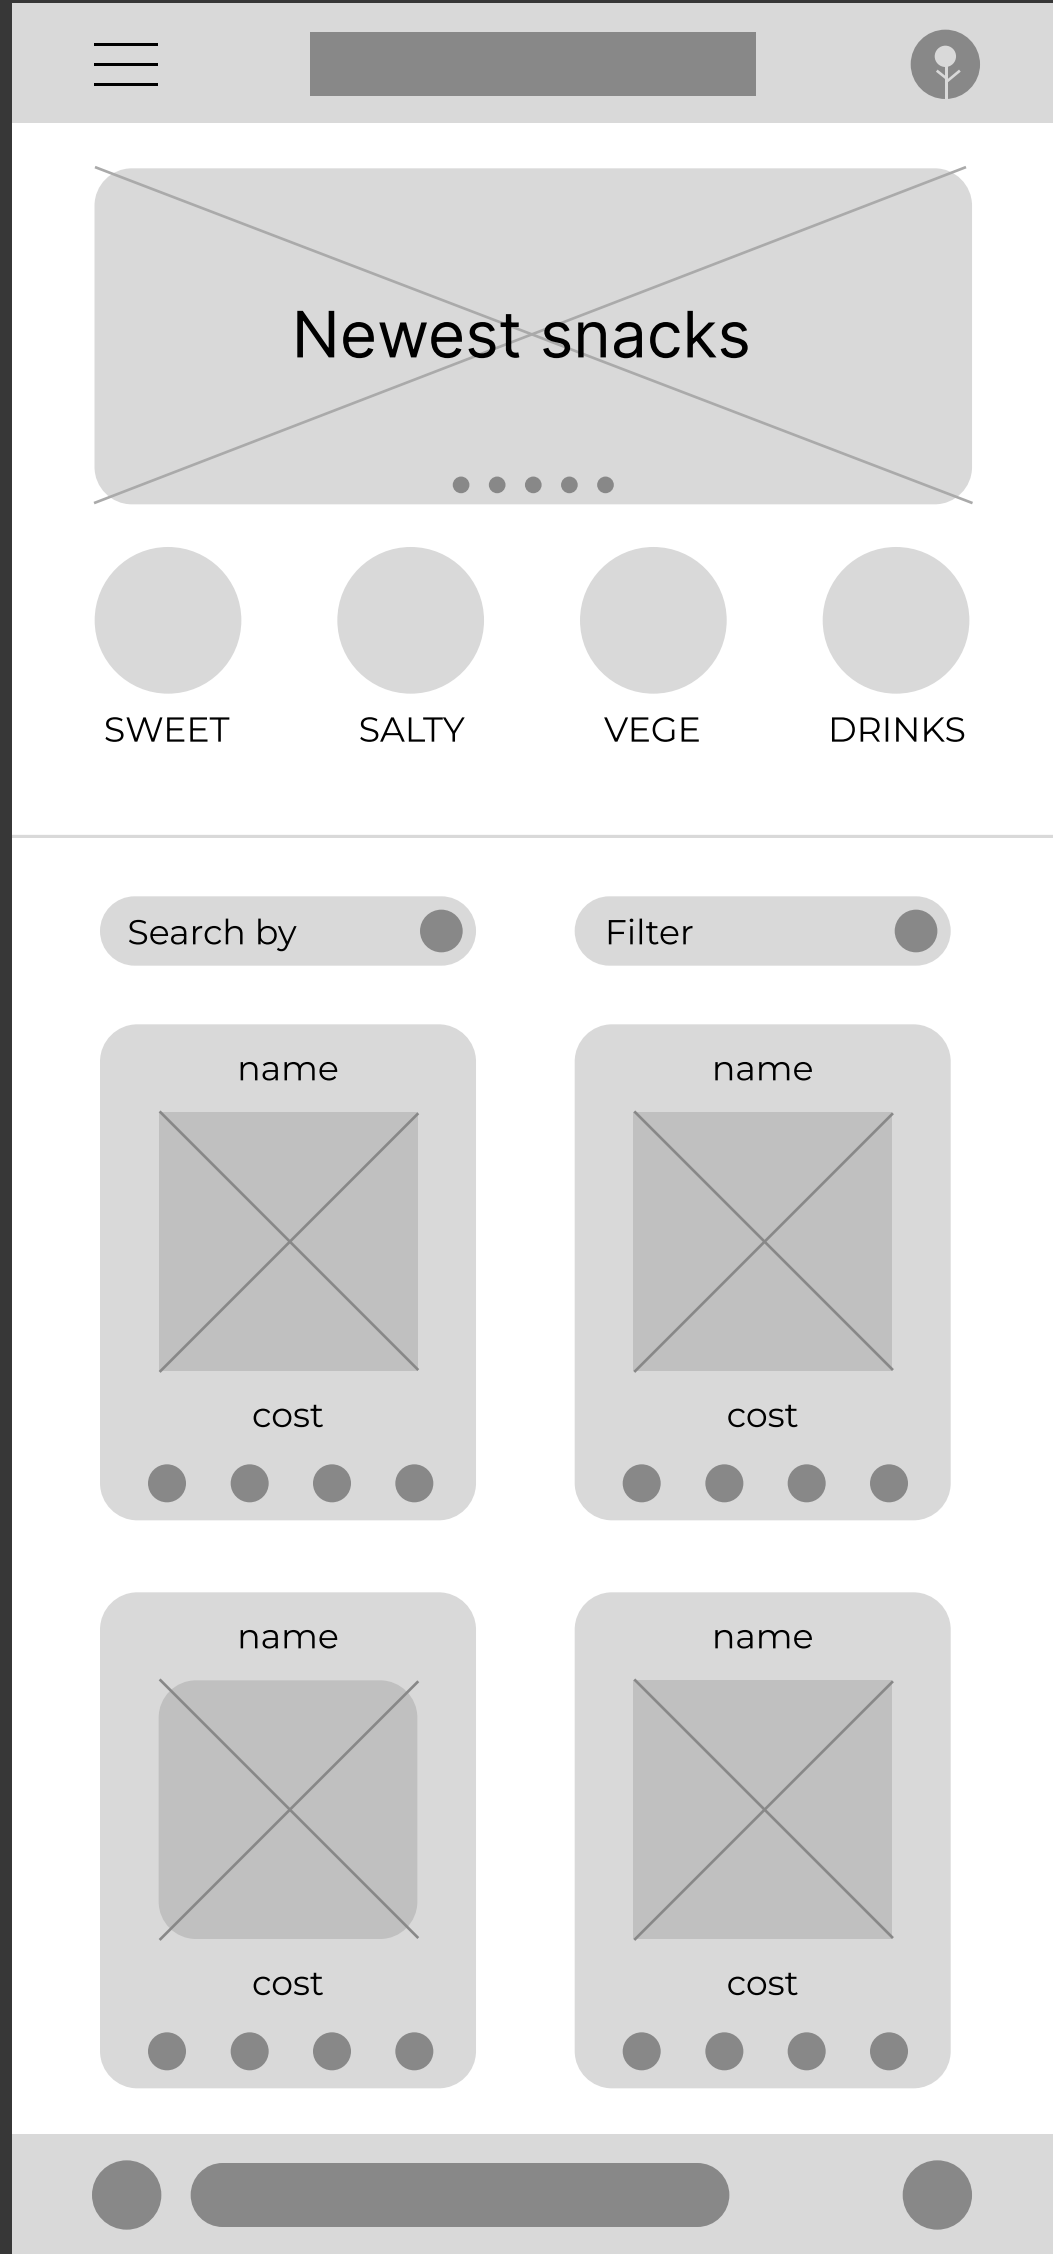 Newest snacks
SWEET
SALTY
VEGE
DRINKS
Search by
Filter
name
name
cost
cost
name
name
cost
cost